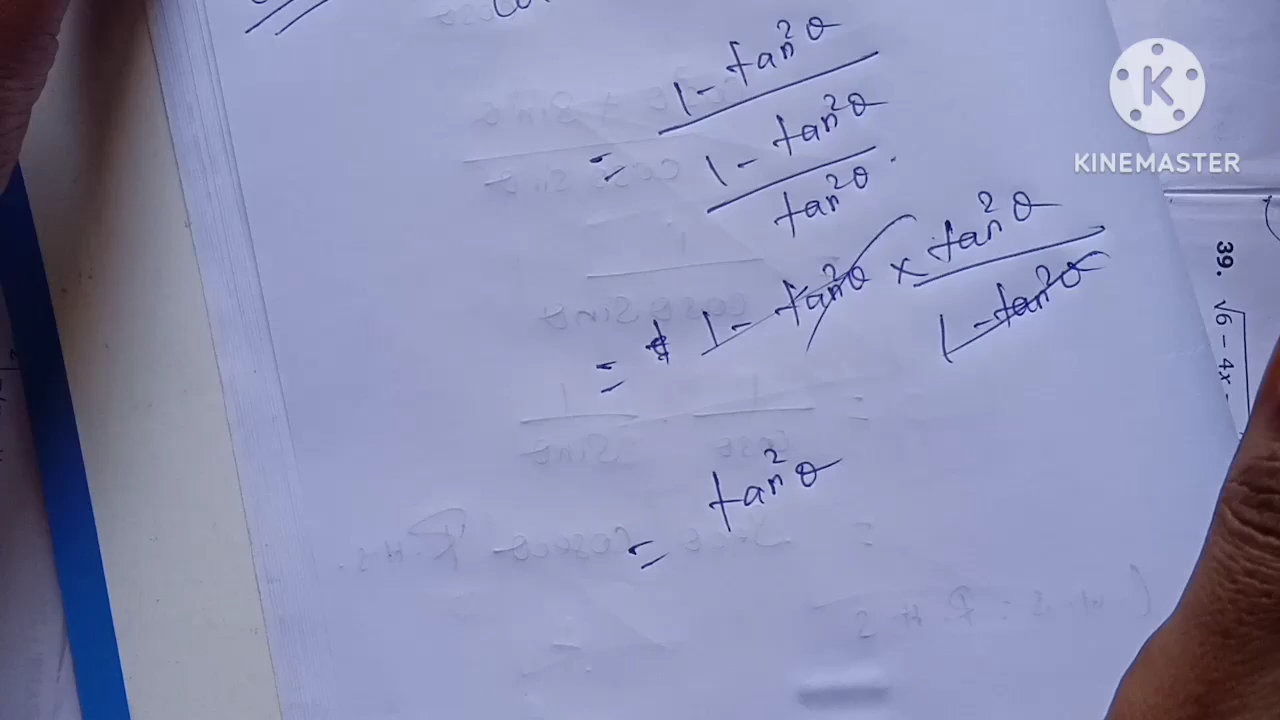 1 - tan²θ
1 - tan²θ
= tan²θ
= 1 - tan²θ × tan²θ
1 - tan²θ
= tan²θ
KINEMASTER
39. √6 - 4x